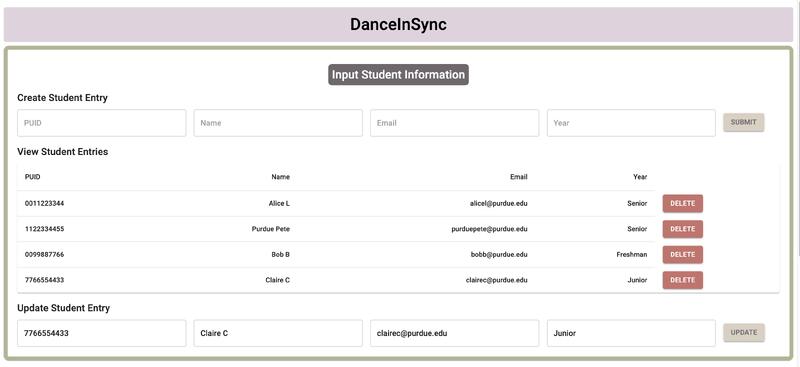 DanceInSync
Input Student Information
Create Student Entry
PUID Name Email Year SUBMIT
View Student Entries
PUID Name Email Year
0011223344 Alice L alicel@purdue.edu Senior DELETE
1122334455 Purdue Pete purduepete@purdue.edu Senior DELETE
0099887766 Bob B bobb@purdue.edu Freshman DELETE
7766554433 Claire C clairec@purdue.edu Junior DELETE
Update Student Entry
7766554433 Claire C clairec@purdue.edu Junior UPDATE